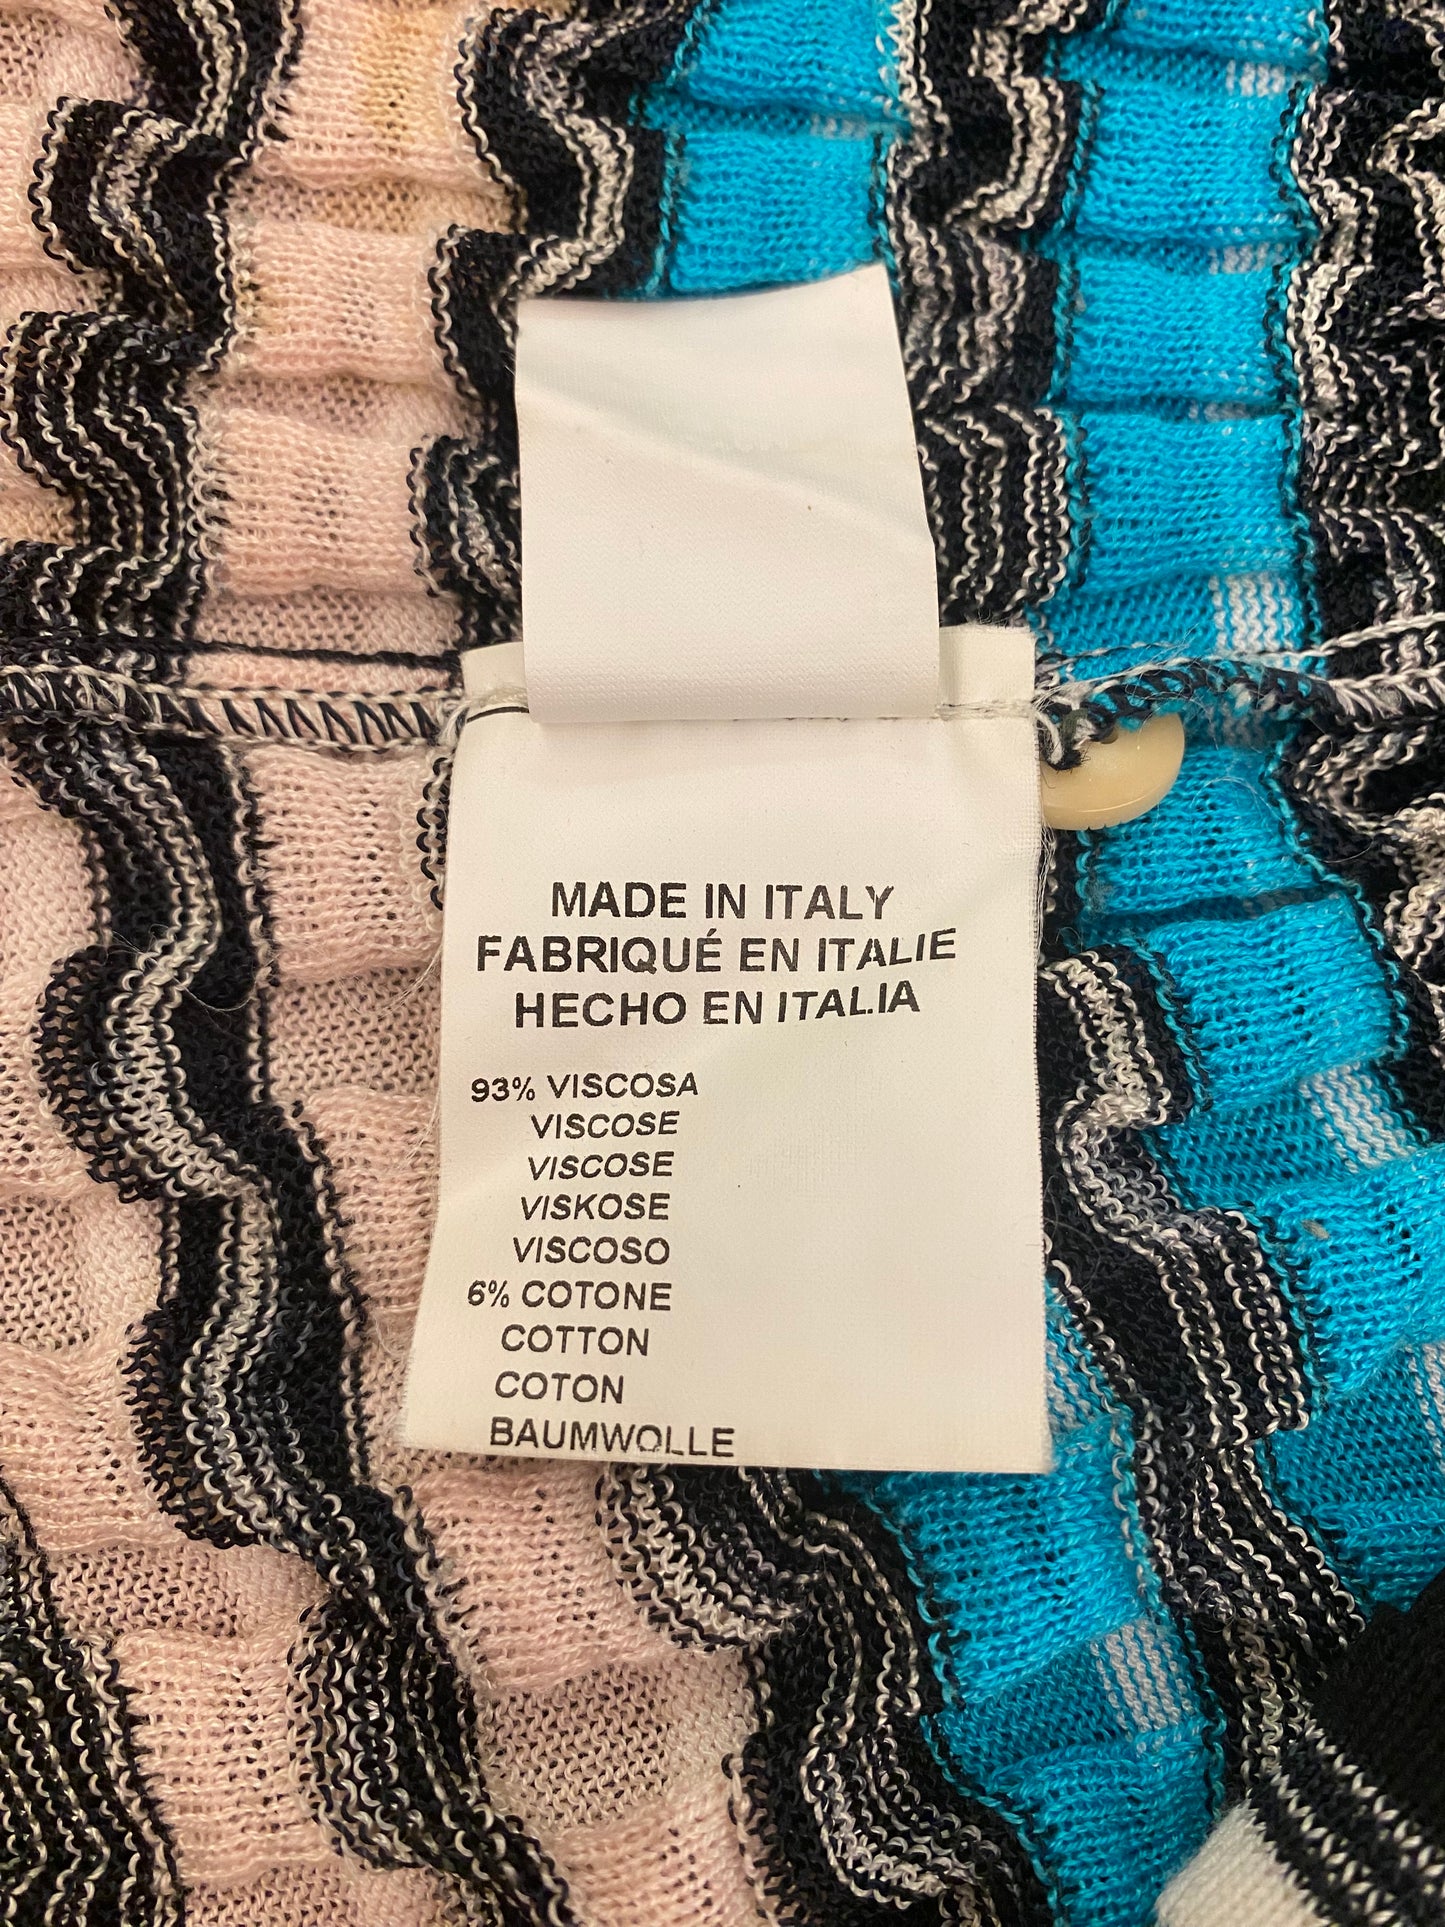 MADE IN ITALY
FABRIQUÉ EN ITALIE
HECHO EN ITALIA
93% VISCOSA
VISCOSE
VISCOSE
VISKOSE
VISCOSO
6% COTONE
COTTON
COTON
BAUMWOLLE